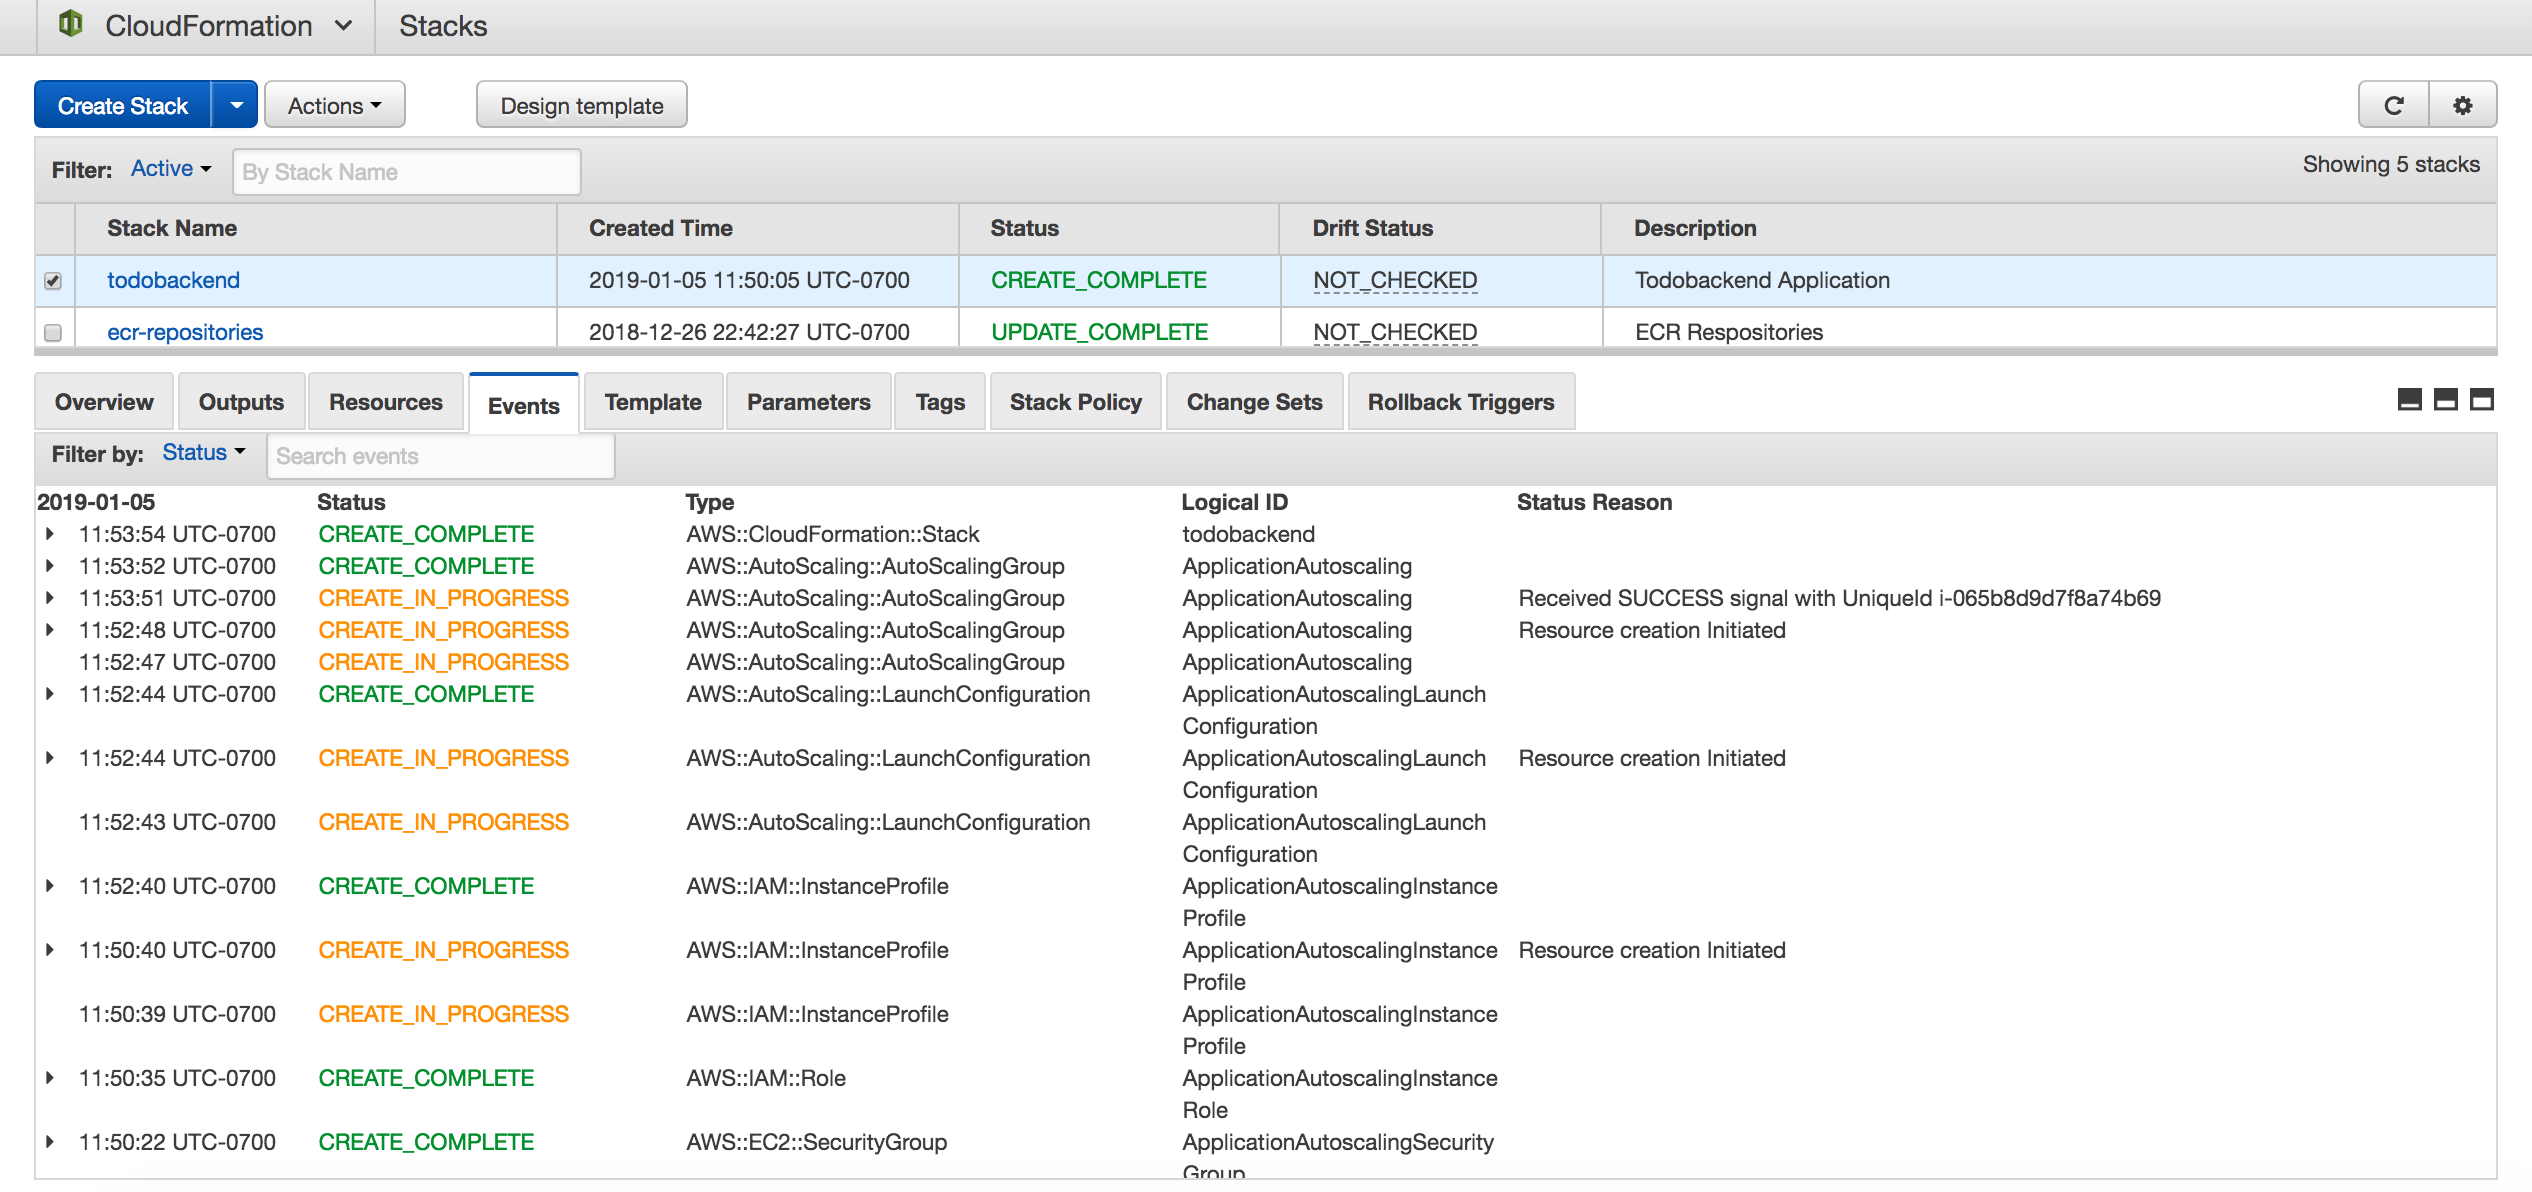 CloudFormation Stacks
Create Stack Actions Design template
Filter: Active By Stack Name Showing 5 stacks
Stack Name Created Time Status Drift Status Description
todobackend 2019-01-05 11:50:05 UTC-0700 CREATE_COMPLETE NOT_CHECKED Todobackend Application
ecr-repositories 2018-12-26 22:42:27 UTC-0700 UPDATE_COMPLETE NOT_CHECKED ECR Respositories
Overview Outputs Resources Events Template Parameters Tags Stack Policy Change Sets Rollback Triggers
Filter by: Status Search events
2019-01-05 Status Type Logical ID Status Reason
11:53:54 UTC-0700 CREATE_COMPLETE AWS::CloudFormation::Stack todobackend
11:53:52 UTC-0700 CREATE_COMPLETE AWS::AutoScaling::AutoScalingGroup ApplicationAutoscaling
11:53:51 UTC-0700 CREATE_IN_PROGRESS AWS::AutoScaling::AutoScalingGroup ApplicationAutoscaling Received SUCCESS signal with UniqueId i-065b8d9d7f8a74b69
11:52:48 UTC-0700 CREATE_IN_PROGRESS AWS::AutoScaling::AutoScalingGroup ApplicationAutoscaling Resource creation Initiated
11:52:47 UTC-0700 CREATE_IN_PROGRESS AWS::AutoScaling::AutoScalingGroup ApplicationAutoscaling
11:52:44 UTC-0700 CREATE_COMPLETE AWS::AutoScaling::LaunchConfiguration ApplicationAutoscalingLaunch
Configuration
11:52:44 UTC-0700 CREATE_IN_PROGRESS AWS::AutoScaling::LaunchConfiguration ApplicationAutoscalingLaunch Resource creation Initiated
Configuration
11:52:43 UTC-0700 CREATE_IN_PROGRESS AWS::AutoScaling::LaunchConfiguration ApplicationAutoscalingLaunch
Configuration
11:52:40 UTC-0700 CREATE_COMPLETE AWS::IAM::InstanceProfile ApplicationAutoscalingInstance
Profile
11:50:40 UTC-0700 CREATE_IN_PROGRESS AWS::IAM::InstanceProfile ApplicationAutoscalingInstance Resource creation Initiated
Profile
11:50:39 UTC-0700 CREATE_IN_PROGRESS AWS::IAM::InstanceProfile ApplicationAutoscalingInstance
Profile
11:50:35 UTC-0700 CREATE_COMPLETE AWS::IAM::Role ApplicationAutoscalingInstance
Role
11:50:22 UTC-0700 CREATE_COMPLETE AWS::EC2::SecurityGroup ApplicationAutoscalingSecurity
Group